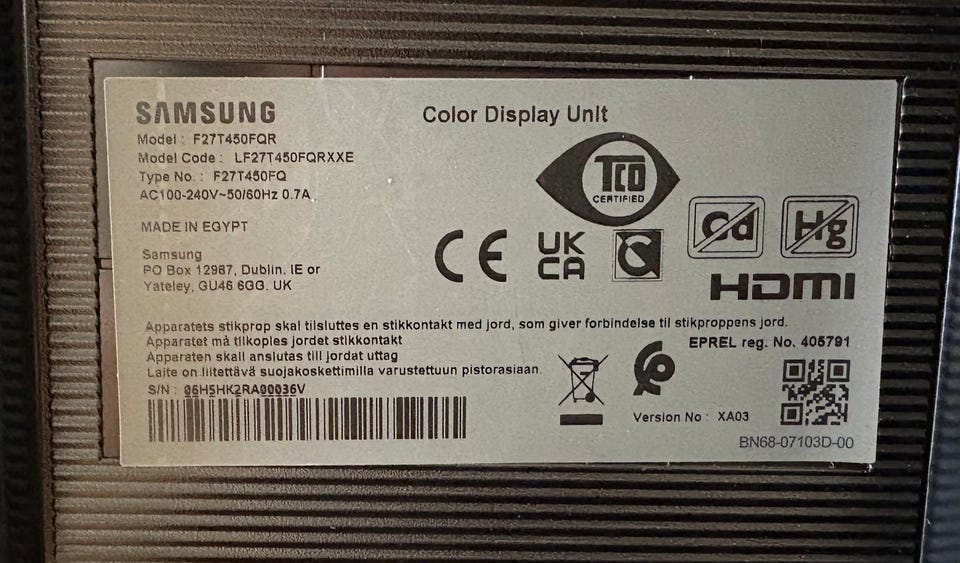 SAMSUNG
Color Display Unit
Model : F27T450FQR
Model Code : LF27T450FQRXXE
Type No. : F27T450FQ
AC100-240V~50/60Hz 0.7A
TCO
CERTIFIED
MADE IN EGYPT
Samsung
PO Box 12987, Dublin. IE or
Yateley, GU46 6GG. UK
CE
UK
CA
Cd
Hg
HDMI
Apparatets stikprop skal tilsluttes en stikkontakt med jord, som giver forbindelse til stikproppens jord.
Apparatet må tilkoples jordet stikkontakt
Apparaten skall anslutas till jordat uttag
Laite on liitettävä suojakoskettimilla varustettuun pistorasiaan.
EPREL reg. No. 405791
S/N : 06H5HK2RA00036V
Version No : XA03
BN68-07103D-00